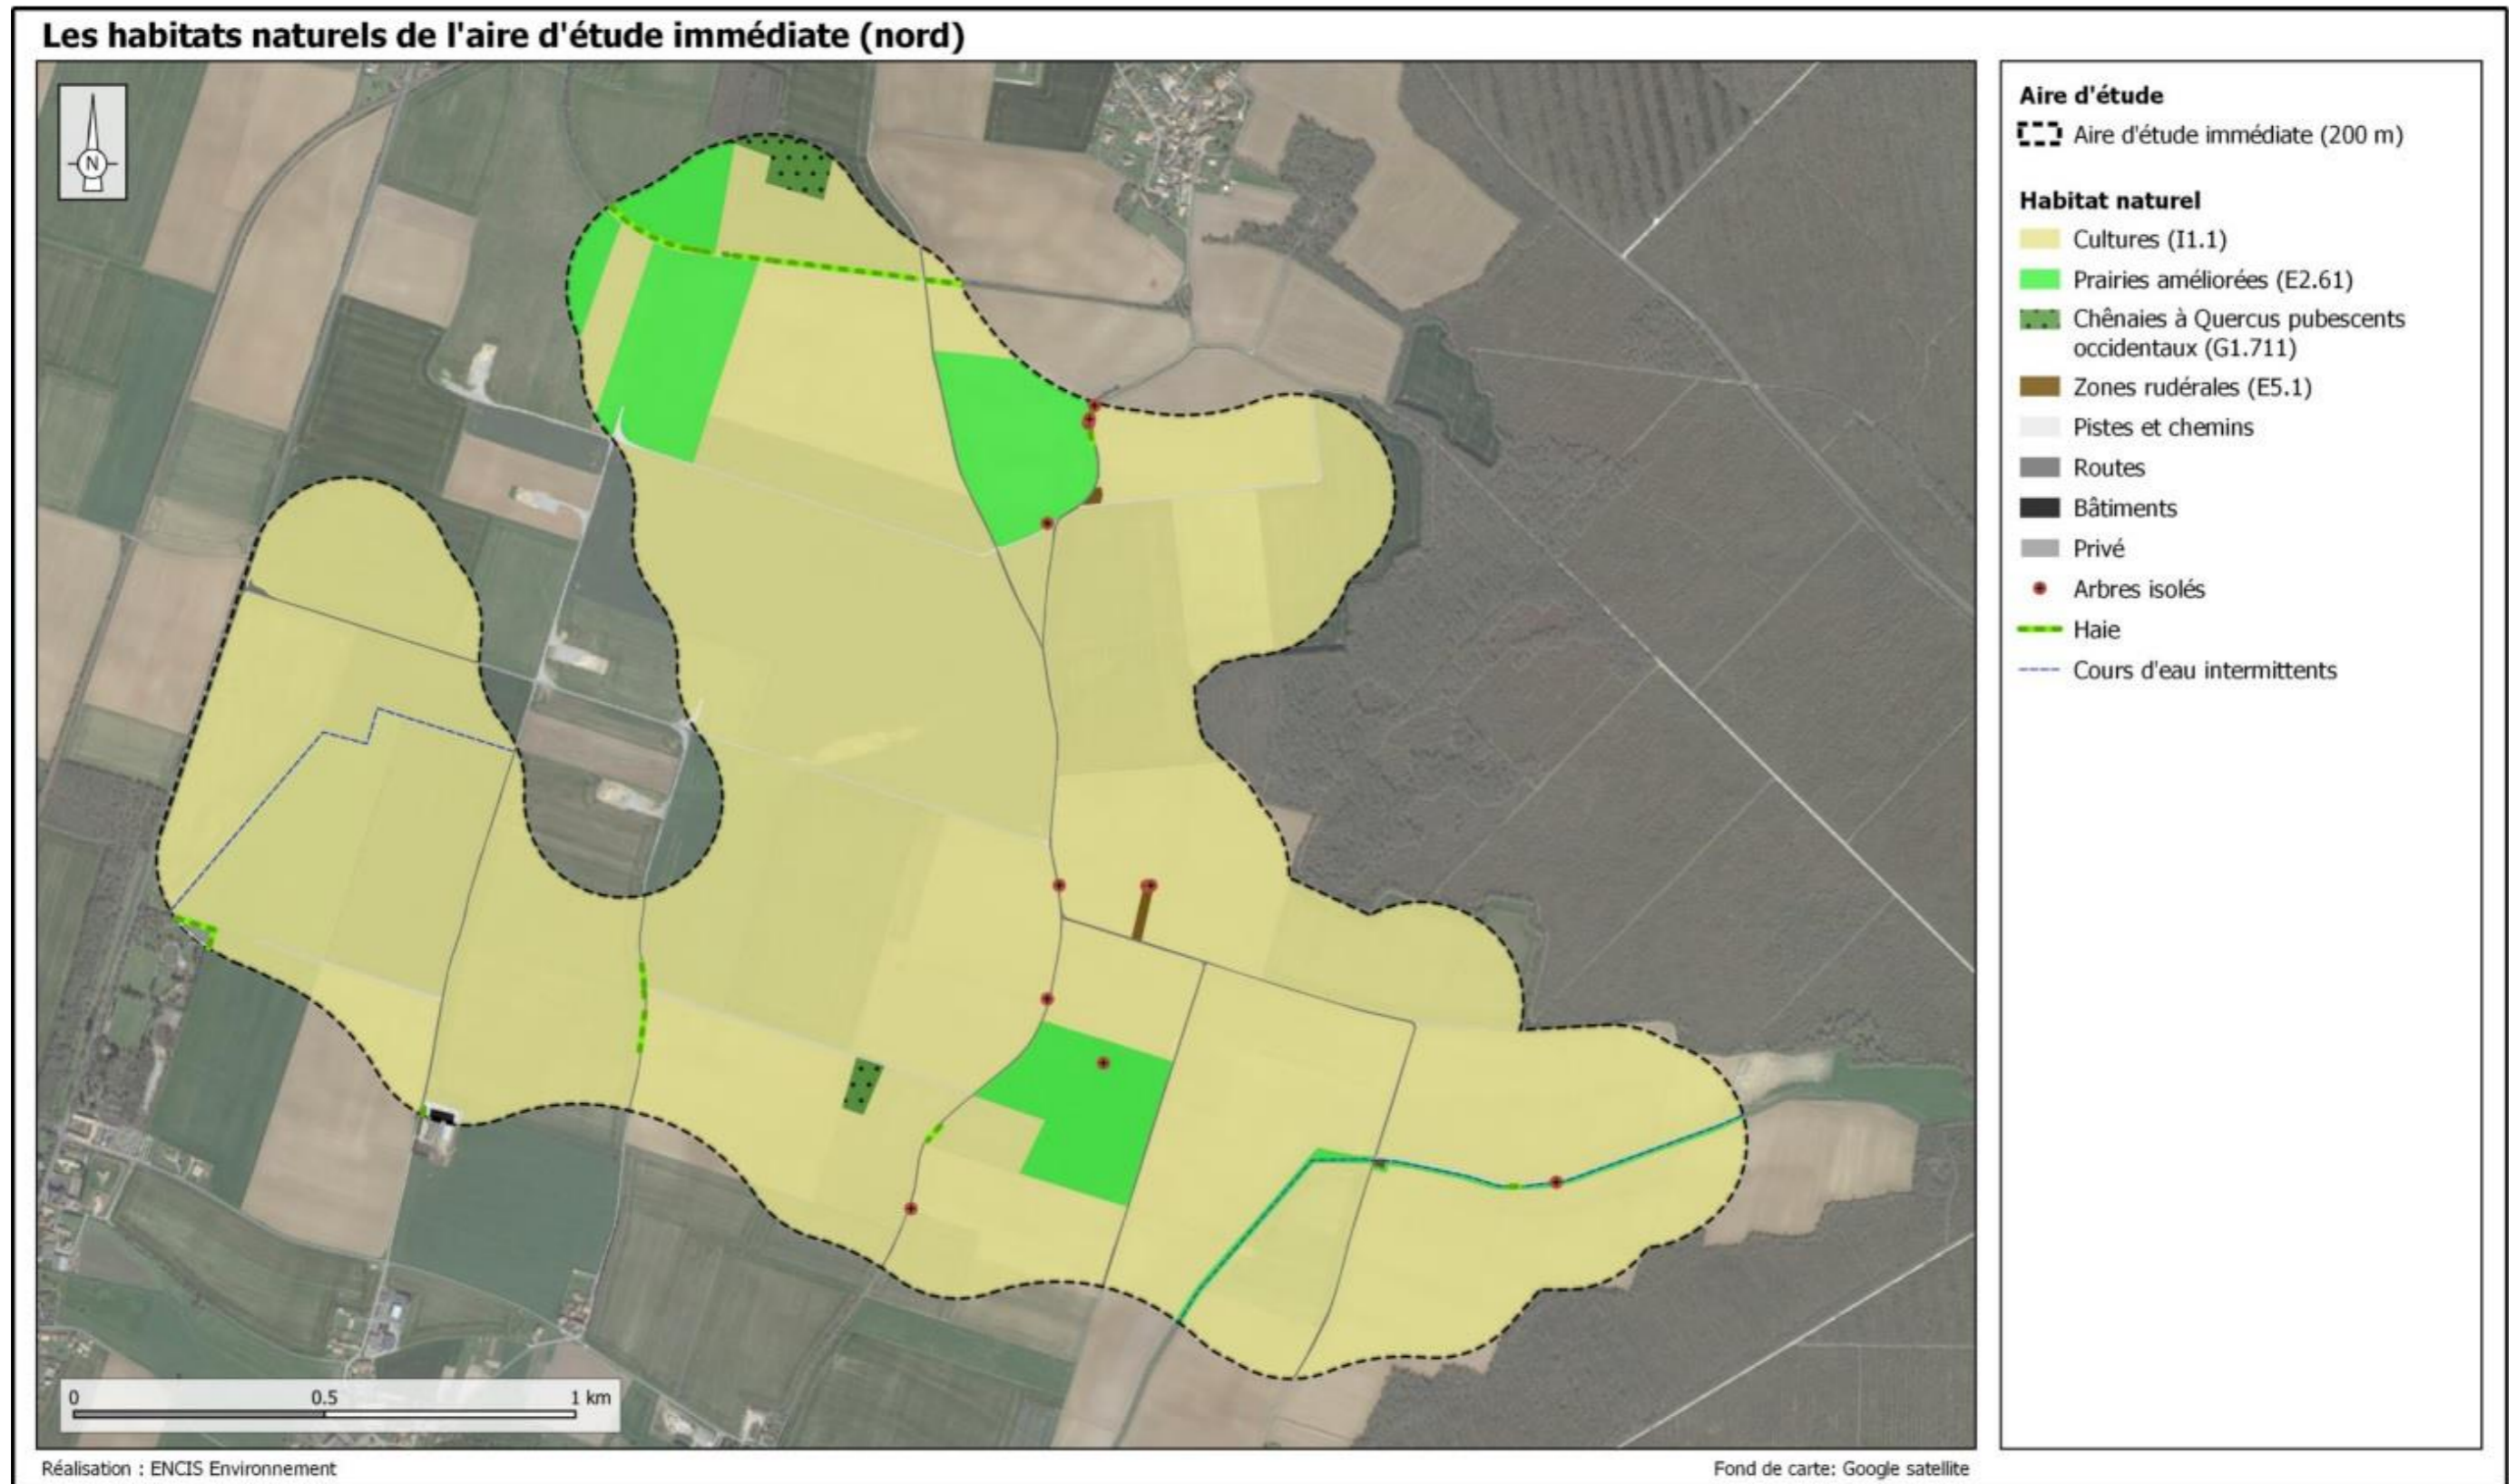 Les habitats naturels de l'aire d'étude immédiate (nord)
N
Aire d'étude
Aire d'étude immédiate (200 m)
Habitat naturel
Cultures (I1.1)
Prairies améliorées (E2.61)
Chênaies à Quercus pubescents
occidentaux (G1.711)
Zones rudérales (E5.1)
Pistes et chemins
Routes
Bâtiments
Privé
Arbres isolés
Haie
Cours d'eau intermittents
0 0.5 1 km
Réalisation : ENCIS Environnement
Fond de carte: Google satellite